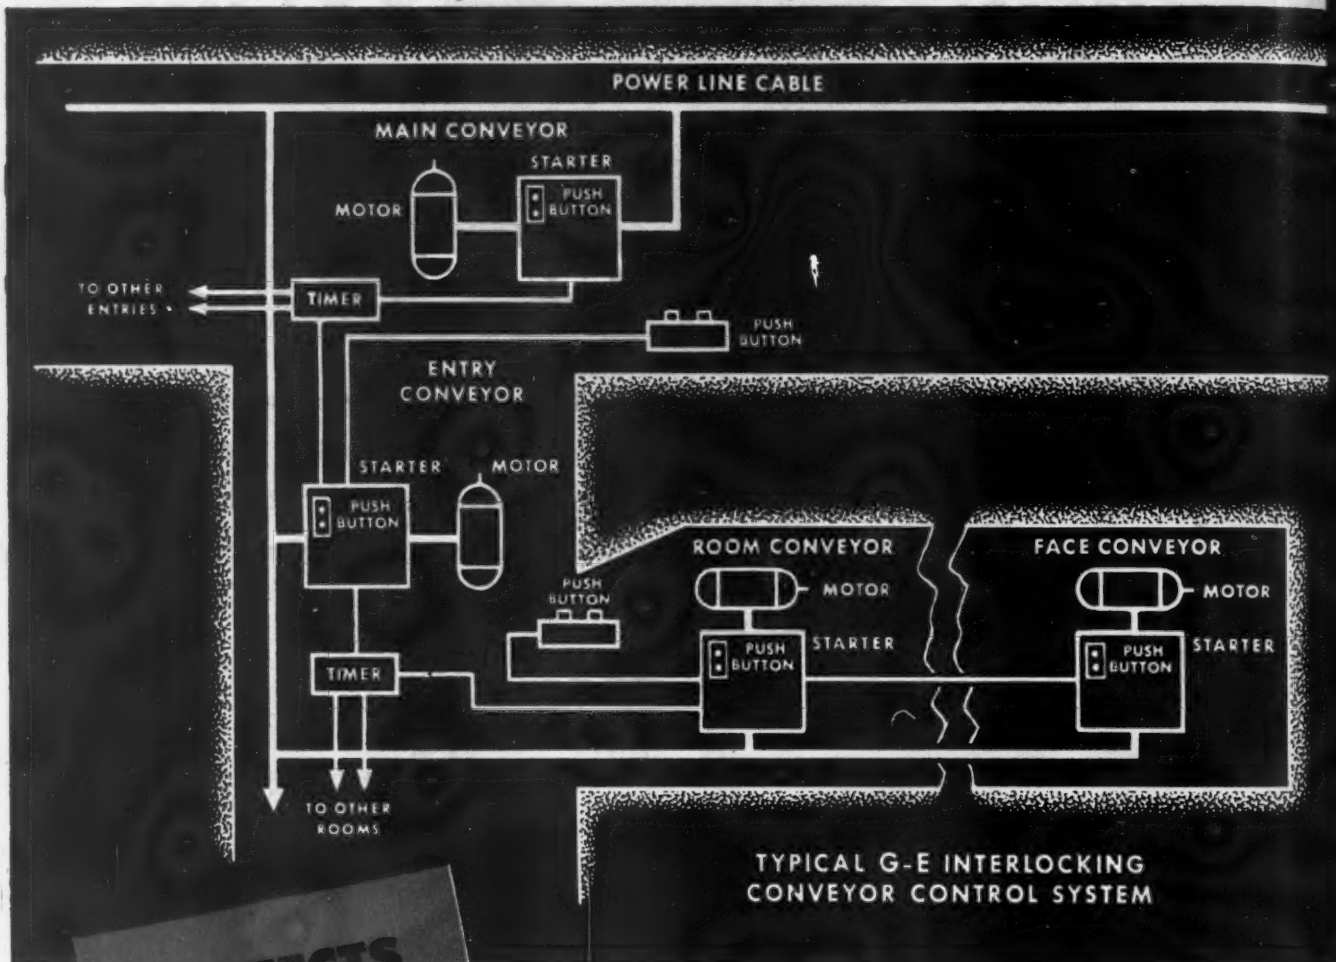 POWER LINE CABLE
MAIN CONVEYOR
STARTER
PUSH
BUTTON
MOTOR
TO OTHER
ENTRIES
TIMER
PUSH
BUTTON
ENTRY
CONVEYOR
STARTER
MOTOR
PUSH
BUTTON
ROOM CONVEYOR
FACE CONVEYOR
PUSH
BUTTON
MOTOR
MOTOR
PUSH
BUTTON
STARTER
PUSH
BUTTON
STARTER
TIMER
TO OTHER
ROOMS
TYPICAL G-E INTERLOCKING
CONVEYOR CONTROL SYSTEM